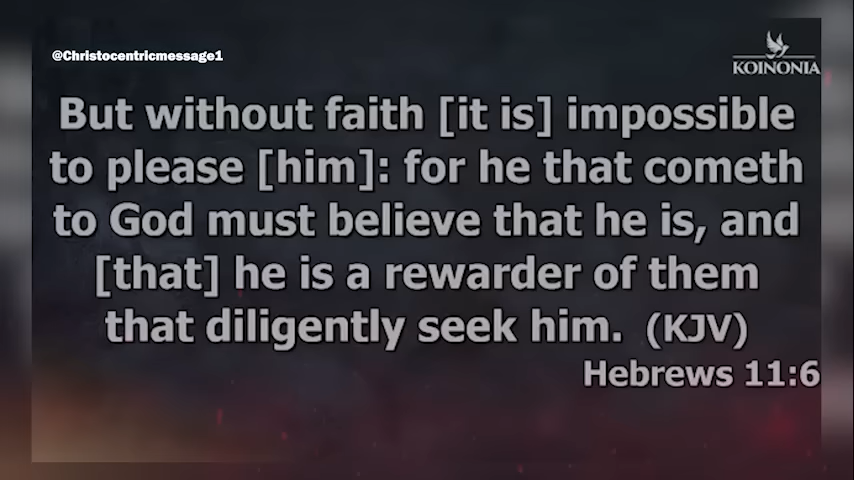 @Christocentricmessage1
KOINONIA
But without faith [it is] impossible
to please [him]: for he that cometh
to God must believe that he is, and
[that] he is a rewarder of them
that diligently seek him. (KJV)
Hebrews 11:6